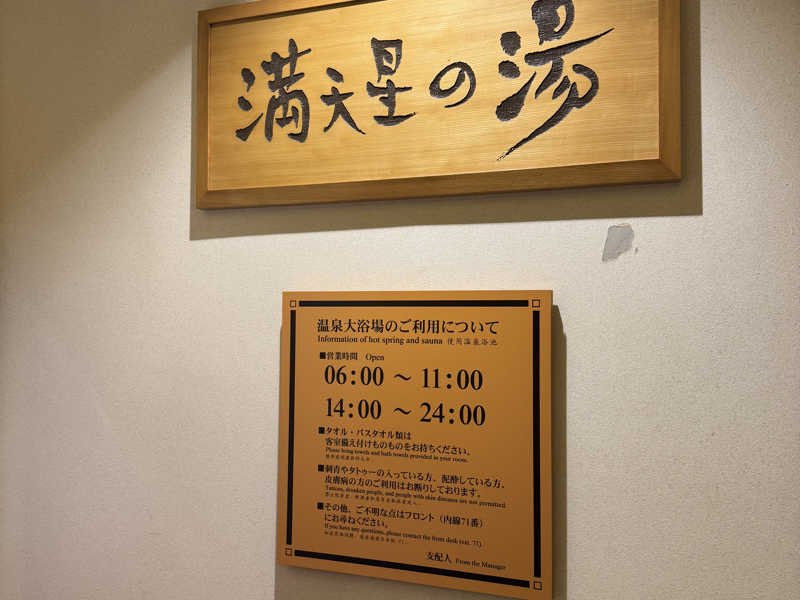 満天星の湯
温泉大浴場のご利用について
Information of hot spring and sauna 使用温泉浴池
■営業時間 Open
06:00 ～ 11:00
14:00 ～ 24:00
■タオル・バスタオル類は
客室備え付けものものをお持ちください。
Please bring towels and bath towels provided in your room.
■刺青やタトゥーの入っている方、泥酔している方、
皮膚病の方のご利用はお断りしております。
Tattoos, drunken people, and people with skin diseases are not permitted.
■その他、ご不明な点はフロント（内線71番）
にお尋ねください。
If you have any questions, please contact the front desk (ext. 71).
支配人 From the Manager